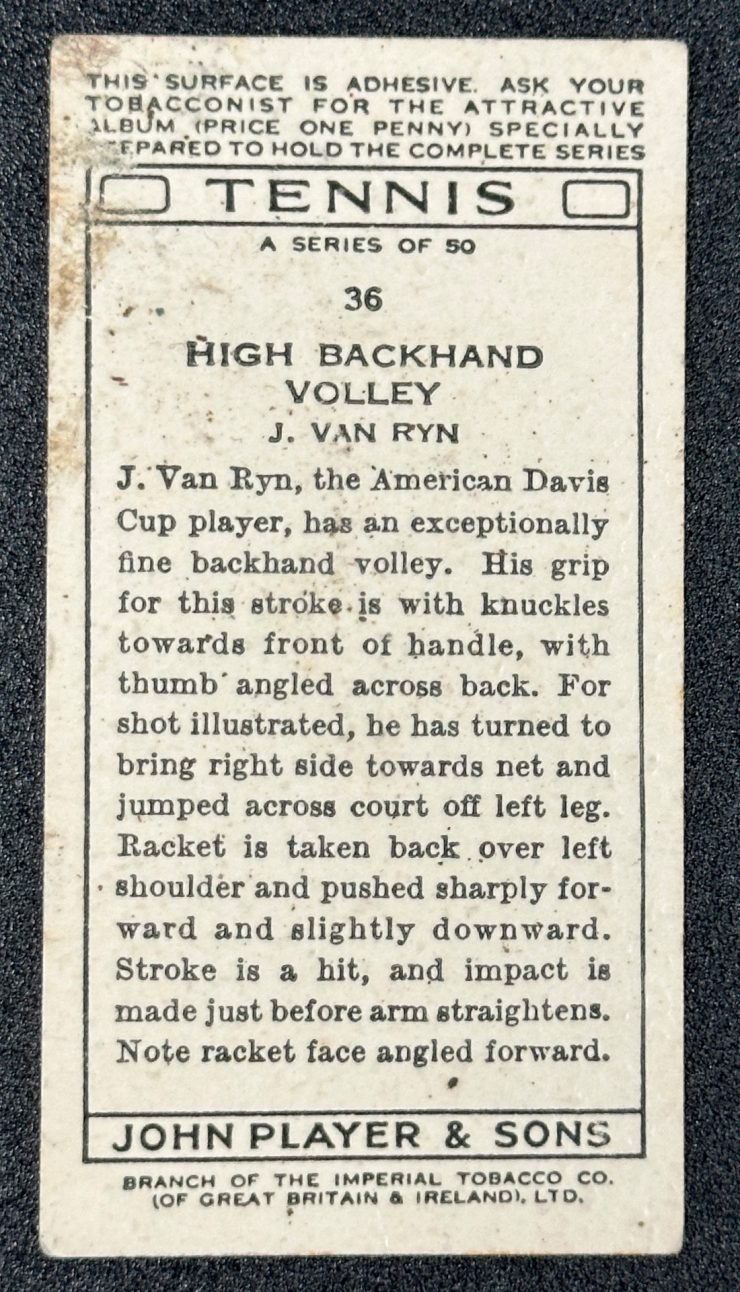 THIS SURFACE IS ADHESIVE. ASK YOUR
TOBACCONIST FOR THE ATTRACTIVE
ALBUM (PRICE ONE PENNY) SPECIALLY
PREPARED TO HOLD THE COMPLETE SERIES
TENNIS
A SERIES OF 50
36
HIGH BACKHAND
VOLLEY
J. VAN RYN
J. Van Ryn, the American Davis
Cup player, has an exceptionally
fine backhand volley. His grip
for this stroke is with knuckles
towards front of handle, with
thumb angled across back. For
shot illustrated, he has turned to
bring right side towards net and
jumped across court off left leg.
Racket is taken back over left
shoulder and pushed sharply for-
ward and slightly downward.
Stroke is a hit, and impact is
made just before arm straightens.
Note racket face angled forward.
JOHN PLAYER & SONS
BRANCH OF THE IMPERIAL TOBACCO CO.
(OF GREAT BRITAIN & IRELAND), LTD.